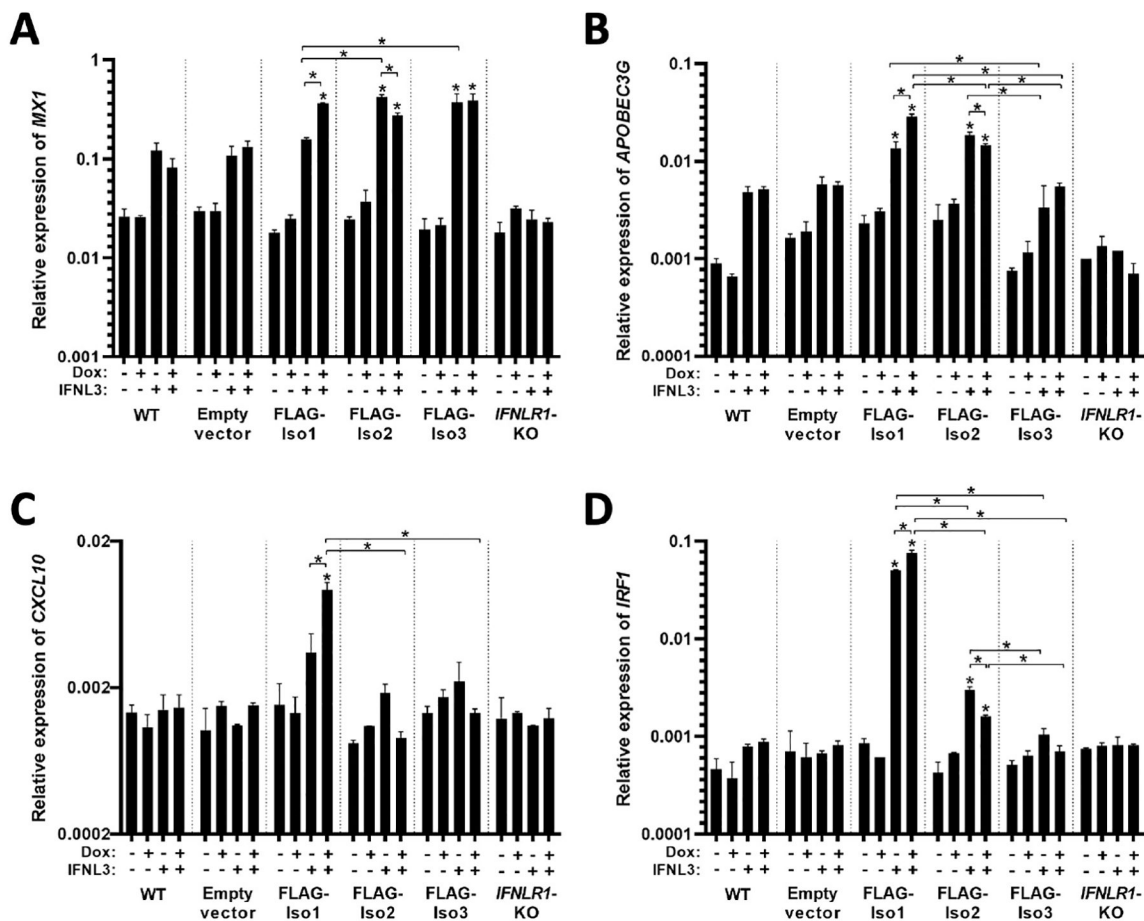 A
Relative expression of MX1
1
0.1
0.01
0.001
* * * * * * * * *
Dox: - + - + - + - + - + - + - + - + - + - + - + - +
IFNL3: - - + + - - + + - - + + - - + + - - + + - - + +
WT Empty vector FLAG-Iso1 FLAG-Iso2 FLAG-Iso3 IFNLR1-KO
B
Relative expression of APOBEC3G
0.1
0.01
0.001
0.0001
* * * * * * * * * * *
Dox: - + - + - + - + - + - + - + - + - + - + - + - +
IFNL3: - - + + - - + + - - + + - - + + - - + + - - + +
WT Empty vector FLAG-Iso1 FLAG-Iso2 FLAG-Iso3 IFNLR1-KO
C
Relative expression of CXCL10
0.02
0.002
0.0002
* * * *
Dox: - + - + - + - + - + - + - + - + - + - + - + - +
IFNL3: - - + + - - + + - - + + - - + + - - + + - - + +
WT Empty vector FLAG-Iso1 FLAG-Iso2 FLAG-Iso3 IFNLR1-KO
D
Relative expression of IRF1
0.1
0.01
0.001
0.0001
* * * * * * * * * * * *
Dox: - + - + - + - + - + - + - + - + - + - + - + - +
IFNL3: - - + + - - + + - - + + - - + + - - + + - - + +
WT Empty vector FLAG-Iso1 FLAG-Iso2 FLAG-Iso3 IFNLR1-KO